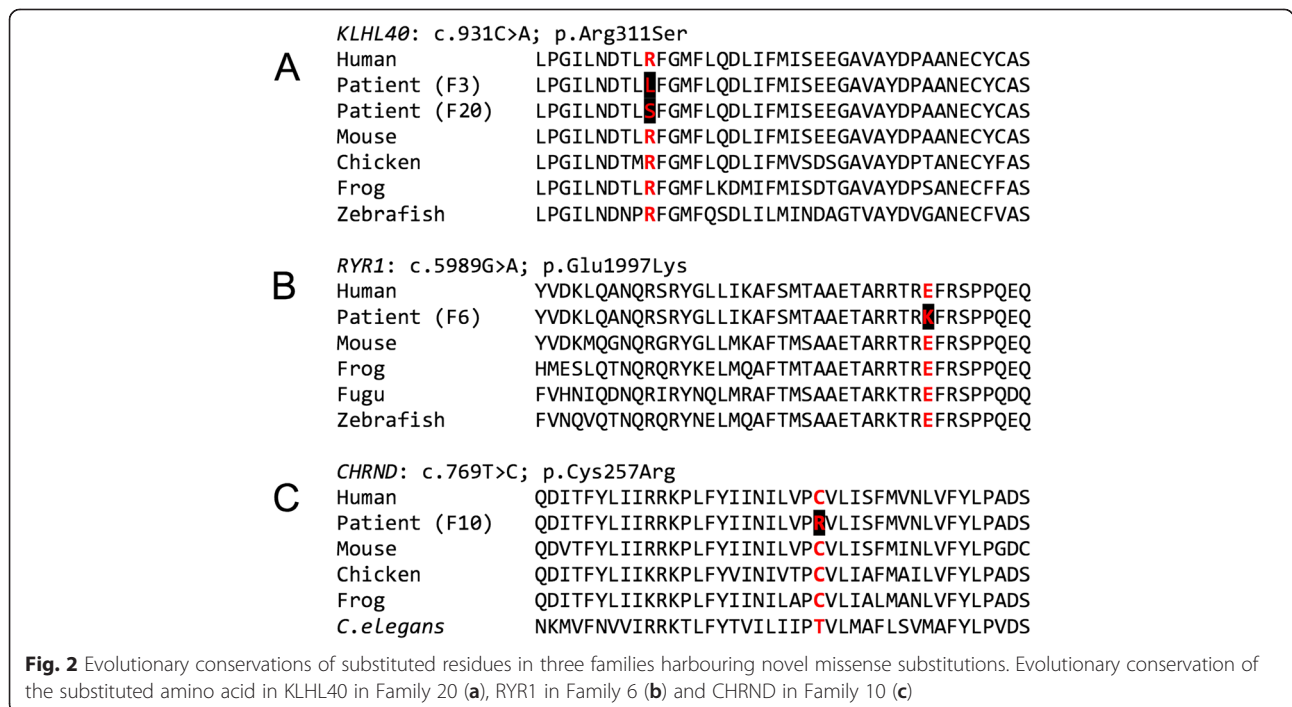 KLHL40: c.931C>A; p.Arg311Ser
A
Human LPGILNDTLRFGMFLQDLIFMISEEGAVAYDPAANECYCAS
Patient (F3) LPGILNDTLLFGMFLQDLIFMISEEGAVAYDPAANECYCAS
Patient (F20) LPGILNDTLSFGMFLQDLIFMISEEGAVAYDPAANECYCAS
Mouse LPGILNDTLRFGMFLQDLIFMISEEGAVAYDPAANECYCAS
Chicken LPGILNDTMRFGMFLQDLIFMVSDSGAVAYDPTANECYFAS
Frog LPGILNDTLRFGMFLKDMIFMISDTGAVAYDPSANECFFAS
Zebrafish LPGILNDNPRFGMFQSDLILMINDAGTVAYDVGANECFVAS
RYR1: c.5989G>A; p.Glu1997Lys
B
Human YVDKLQANQRSRYGLLIKAFSMTAAETARRTREFRSPPQEQ
Patient (F6) YVDKLQANQRSRYGLLIKAFSMTAAETARRTRKFRSPPQEQ
Mouse YVDKMQGNQRGRYGLLMKAFTMSAAETARRTREFRSPPQEQ
Frog HMESLQTNQRQRYKELMQAFTMSAAETARRTREFRSPPQEQ
Fugu FVHNIQDNQRIRYNQLMRAFTMSAAETARKTREFRSPPQDQ
Zebrafish FVNQVQTNQRQRYNELMQAFTMSAAETARKTREFRSPPQEQ
CHRND: c.769T>C; p.Cys257Arg
C
Human QDITFYLIIRRKPLFYIINILVPCVLISFMVNLVFYLPADS
Patient (F10) QDITFYLIIRRKPLFYIINILVPRVLISFMVNLVFYLPADS
Mouse QDVTFYLIIRRKPLFYIINILVPCVLISFMINLVFYLPGDC
Chicken QDITFYLIIKRKPLFYVINIVTPCVLIAFMAILVFYLPADS
Frog QDITFYLIIKRKPLFYIINILAPCVLIALMANLVFYLPADS
C.elegans NKMVFNVVIRRKTLFYTVILIIPTVLMAFLSVMAFYLPVDS
Fig. 2 Evolutionary conservations of substituted residues in three families harbouring novel missense substitutions. Evolutionary conservation of
the substituted amino acid in KLHL40 in Family 20 (a), RYR1 in Family 6 (b) and CHRND in Family 10 (c)